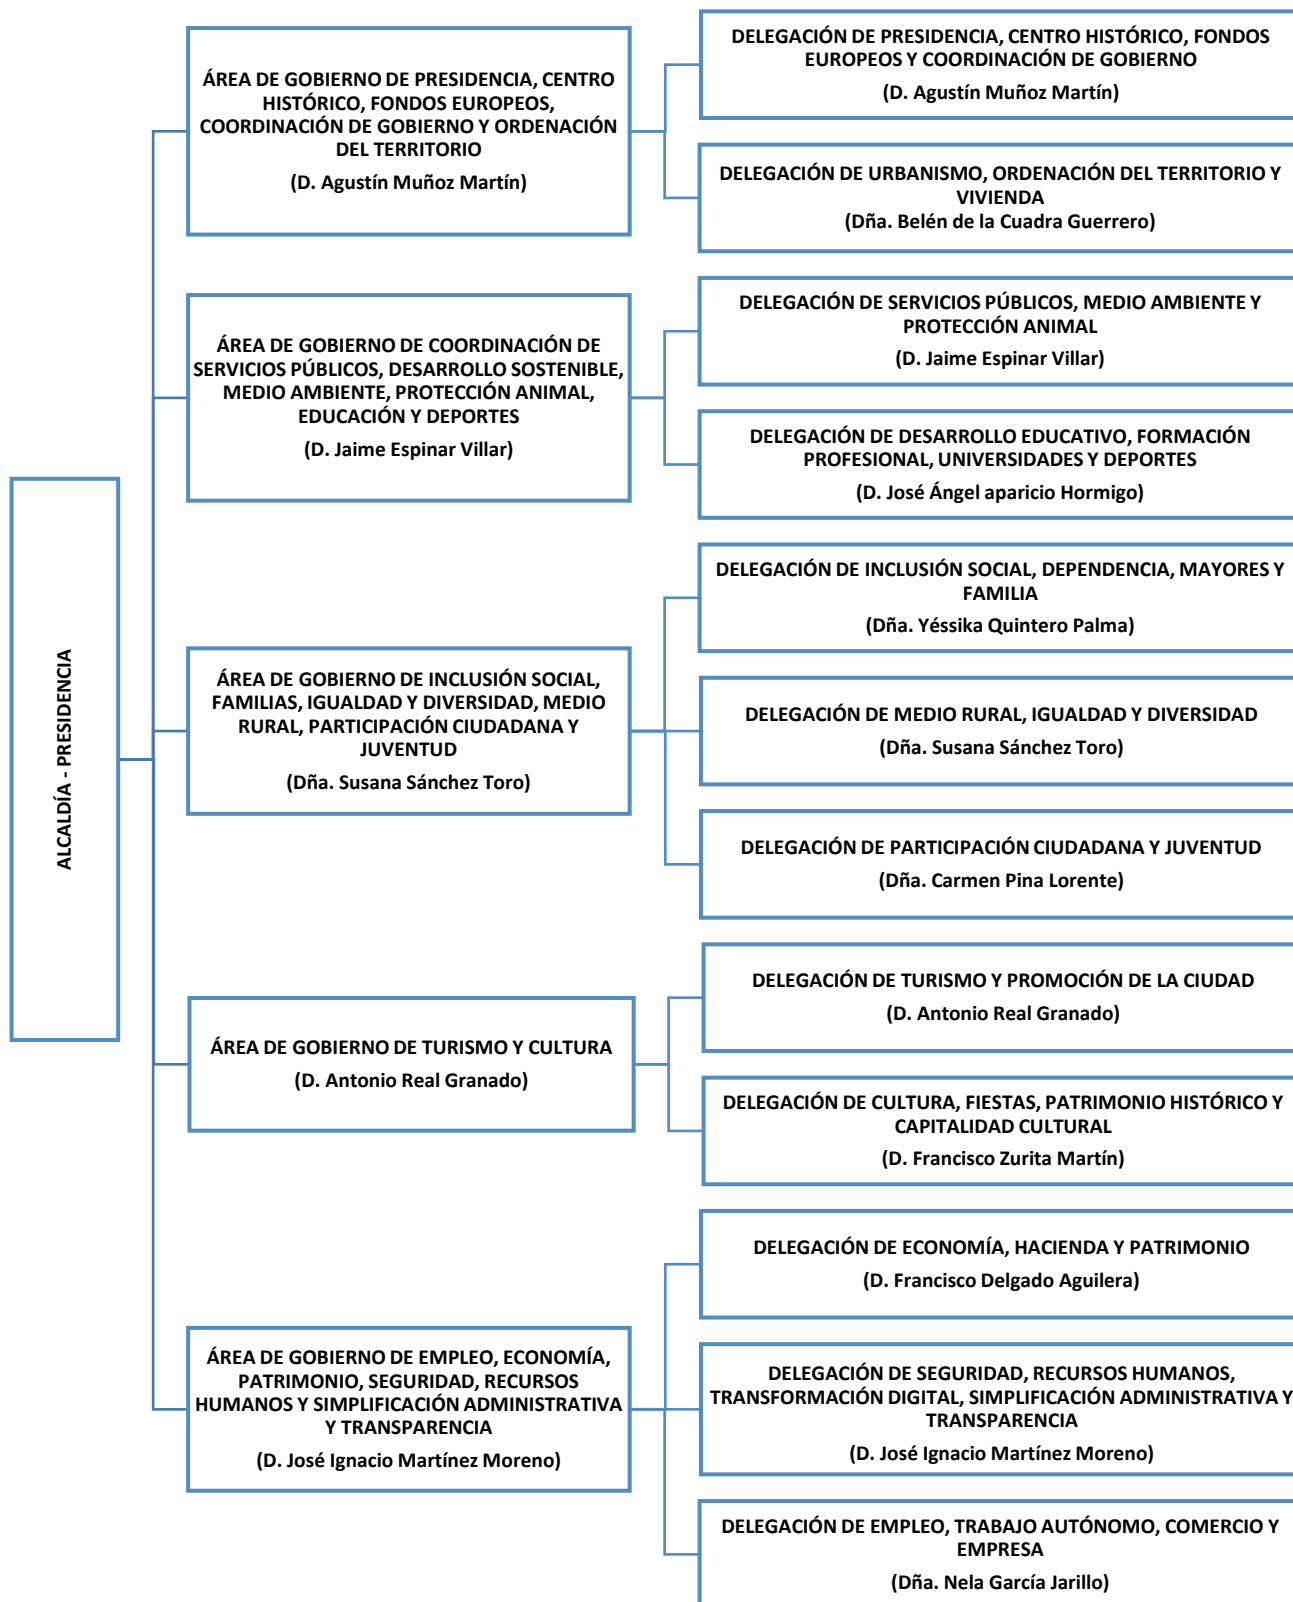 ALCALDÍA - PRESIDENCIA
ÁREA DE GOBIERNO DE PRESIDENCIA, CENTRO
HISTÓRICO, FONDOS EUROPEOS,
COORDINACIÓN DE GOBIERNO Y ORDENACIÓN
DEL TERRITORIO
(D. Agustín Muñoz Martín)
DELEGACIÓN DE PRESIDENCIA, CENTRO HISTÓRICO, FONDOS
EUROPEOS Y COORDINACIÓN DE GOBIERNO
(D. Agustín Muñoz Martín)
DELEGACIÓN DE URBANISMO, ORDENACIÓN DEL TERRITORIO Y
VIVIENDA
(Dña. Belén de la Cuadra Guerrero)
ÁREA DE GOBIERNO DE COORDINACIÓN DE
SERVICIOS PÚBLICOS, DESARROLLO SOSTENIBLE,
MEDIO AMBIENTE, PROTECCIÓN ANIMAL,
EDUCACIÓN Y DEPORTES
(D. Jaime Espinar Villar)
DELEGACIÓN DE SERVICIOS PÚBLICOS, MEDIO AMBIENTE Y
PROTECCIÓN ANIMAL
(D. Jaime Espinar Villar)
DELEGACIÓN DE DESARROLLO EDUCATIVO, FORMACIÓN
PROFESIONAL, UNIVERSIDADES Y DEPORTES
(D. José Ángel aparicio Hormigo)
ÁREA DE GOBIERNO DE INCLUSIÓN SOCIAL,
FAMILIAS, IGUALDAD Y DIVERSIDAD, MEDIO
RURAL, PARTICIPACIÓN CIUDADANA Y
JUVENTUD
(Dña. Susana Sánchez Toro)
DELEGACIÓN DE INCLUSIÓN SOCIAL, DEPENDENCIA, MAYORES Y
FAMILIA
(Dña. Yéssika Quintero Palma)
DELEGACIÓN DE MEDIO RURAL, IGUALDAD Y DIVERSIDAD
(Dña. Susana Sánchez Toro)
DELEGACIÓN DE PARTICIPACIÓN CIUDADANA Y JUVENTUD
(Dña. Carmen Pina Lorente)
ÁREA DE GOBIERNO DE TURISMO Y CULTURA
(D. Antonio Real Granado)
DELEGACIÓN DE TURISMO Y PROMOCIÓN DE LA CIUDAD
(D. Antonio Real Granado)
DELEGACIÓN DE CULTURA, FIESTAS, PATRIMONIO HISTÓRICO Y
CAPITALIDAD CULTURAL
(D. Francisco Zurita Martín)
ÁREA DE GOBIERNO DE EMPLEO, ECONOMÍA,
PATRIMONIO, SEGURIDAD, RECURSOS
HUMANOS Y SIMPLIFICACIÓN ADMINISTRATIVA
Y TRANSPARENCIA
(D. José Ignacio Martínez Moreno)
DELEGACIÓN DE ECONOMÍA, HACIENDA Y PATRIMONIO
(D. Francisco Delgado Aguilera)
DELEGACIÓN DE SEGURIDAD, RECURSOS HUMANOS,
TRANSFORMACIÓN DIGITAL, SIMPLIFICACIÓN ADMINISTRATIVA Y
TRANSPARENCIA
(D. José Ignacio Martínez Moreno)
DELEGACIÓN DE EMPLEO, TRABAJO AUTÓNOMO, COMERCIO Y
EMPRESA
(Dña. Nela García Jarillo)